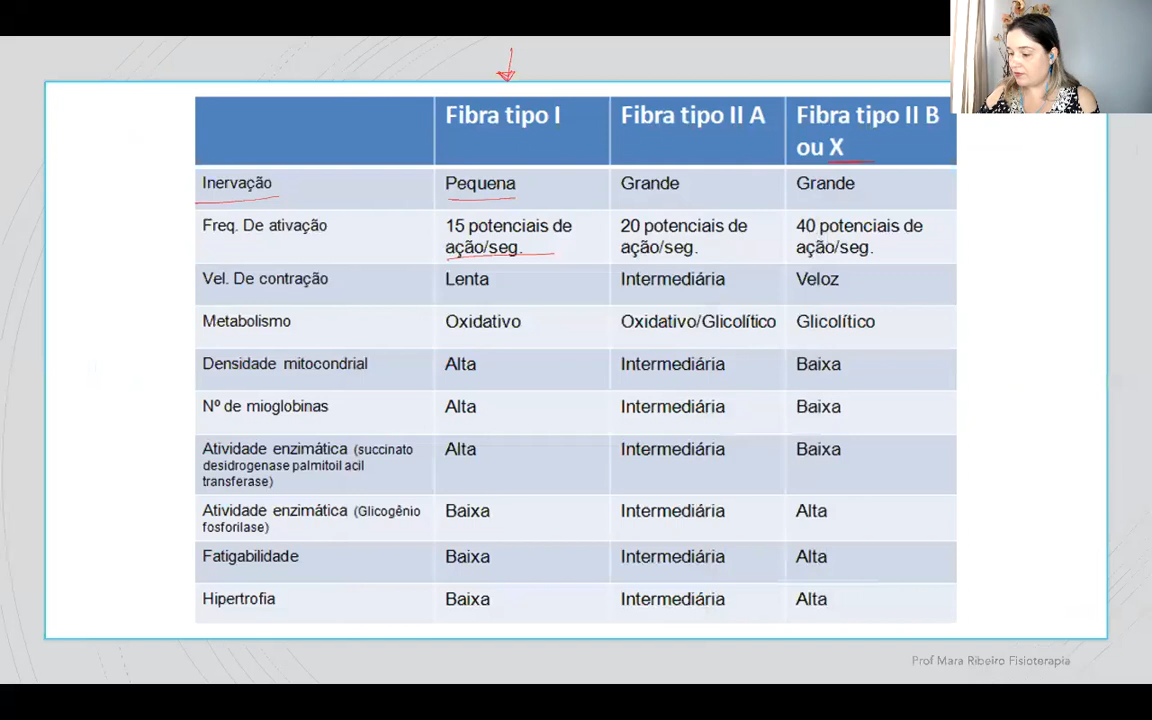 Fibra tipo I
Fibra tipo II A
Fibra tipo II B
ou X
Inervação
Pequena
Grande
Grande
Freq. De ativação
15 potenciais de
ação/seg.
20 potenciais de
ação/seg.
40 potenciais de
ação/seg.
Vel. De contração
Lenta
Intermediária
Veloz
Metabolismo
Oxidativo
Oxidativo/Glicolítico
Glicolítico
Densidade mitocondrial
Alta
Intermediária
Baixa
Nº de mioglobinas
Alta
Intermediária
Baixa
Atividade enzimática (succinato
desidrogenase palmitoil acil
transferase)
Alta
Intermediária
Baixa
Atividade enzimática (Glicogênio
fosforilase)
Baixa
Intermediária
Alta
Fatigabilidade
Baixa
Intermediária
Alta
Hipertrofia
Baixa
Intermediária
Alta
Prof Mara Ribeiro Fisioterapia